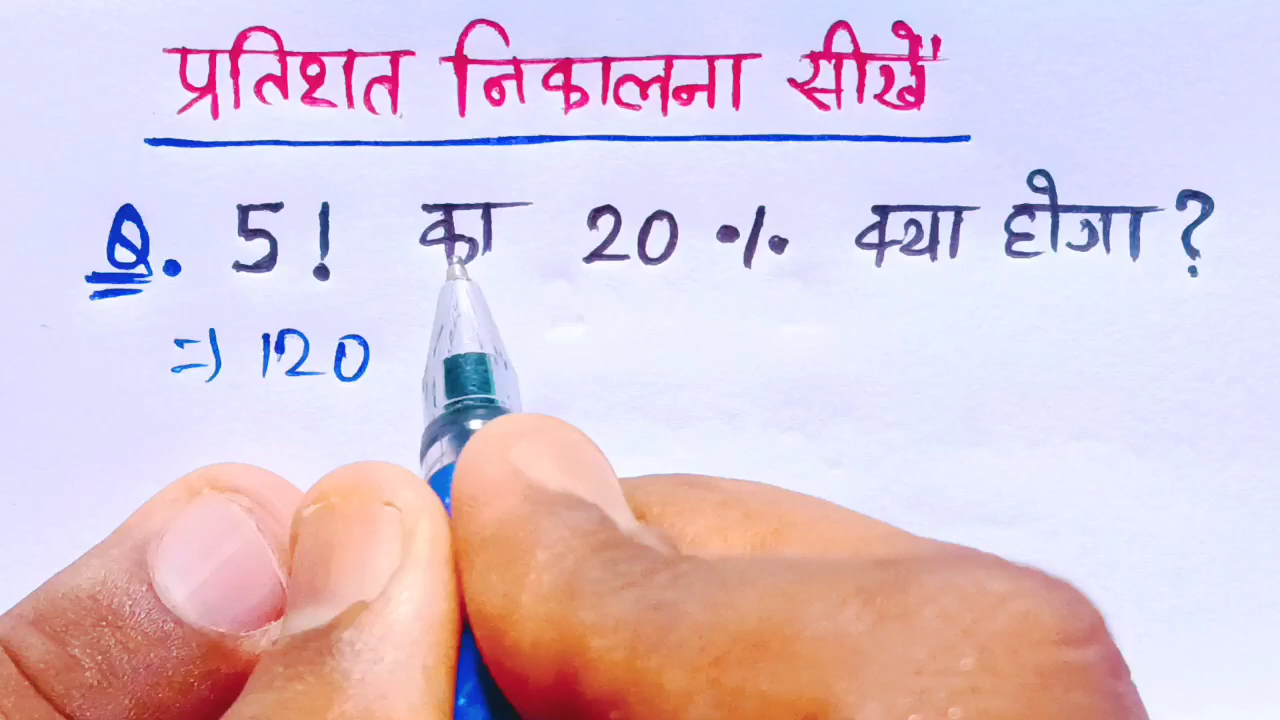 प्रतिशत निकालना सीखें
Q. 5! का 20 % क्या होगा ?
=) 120